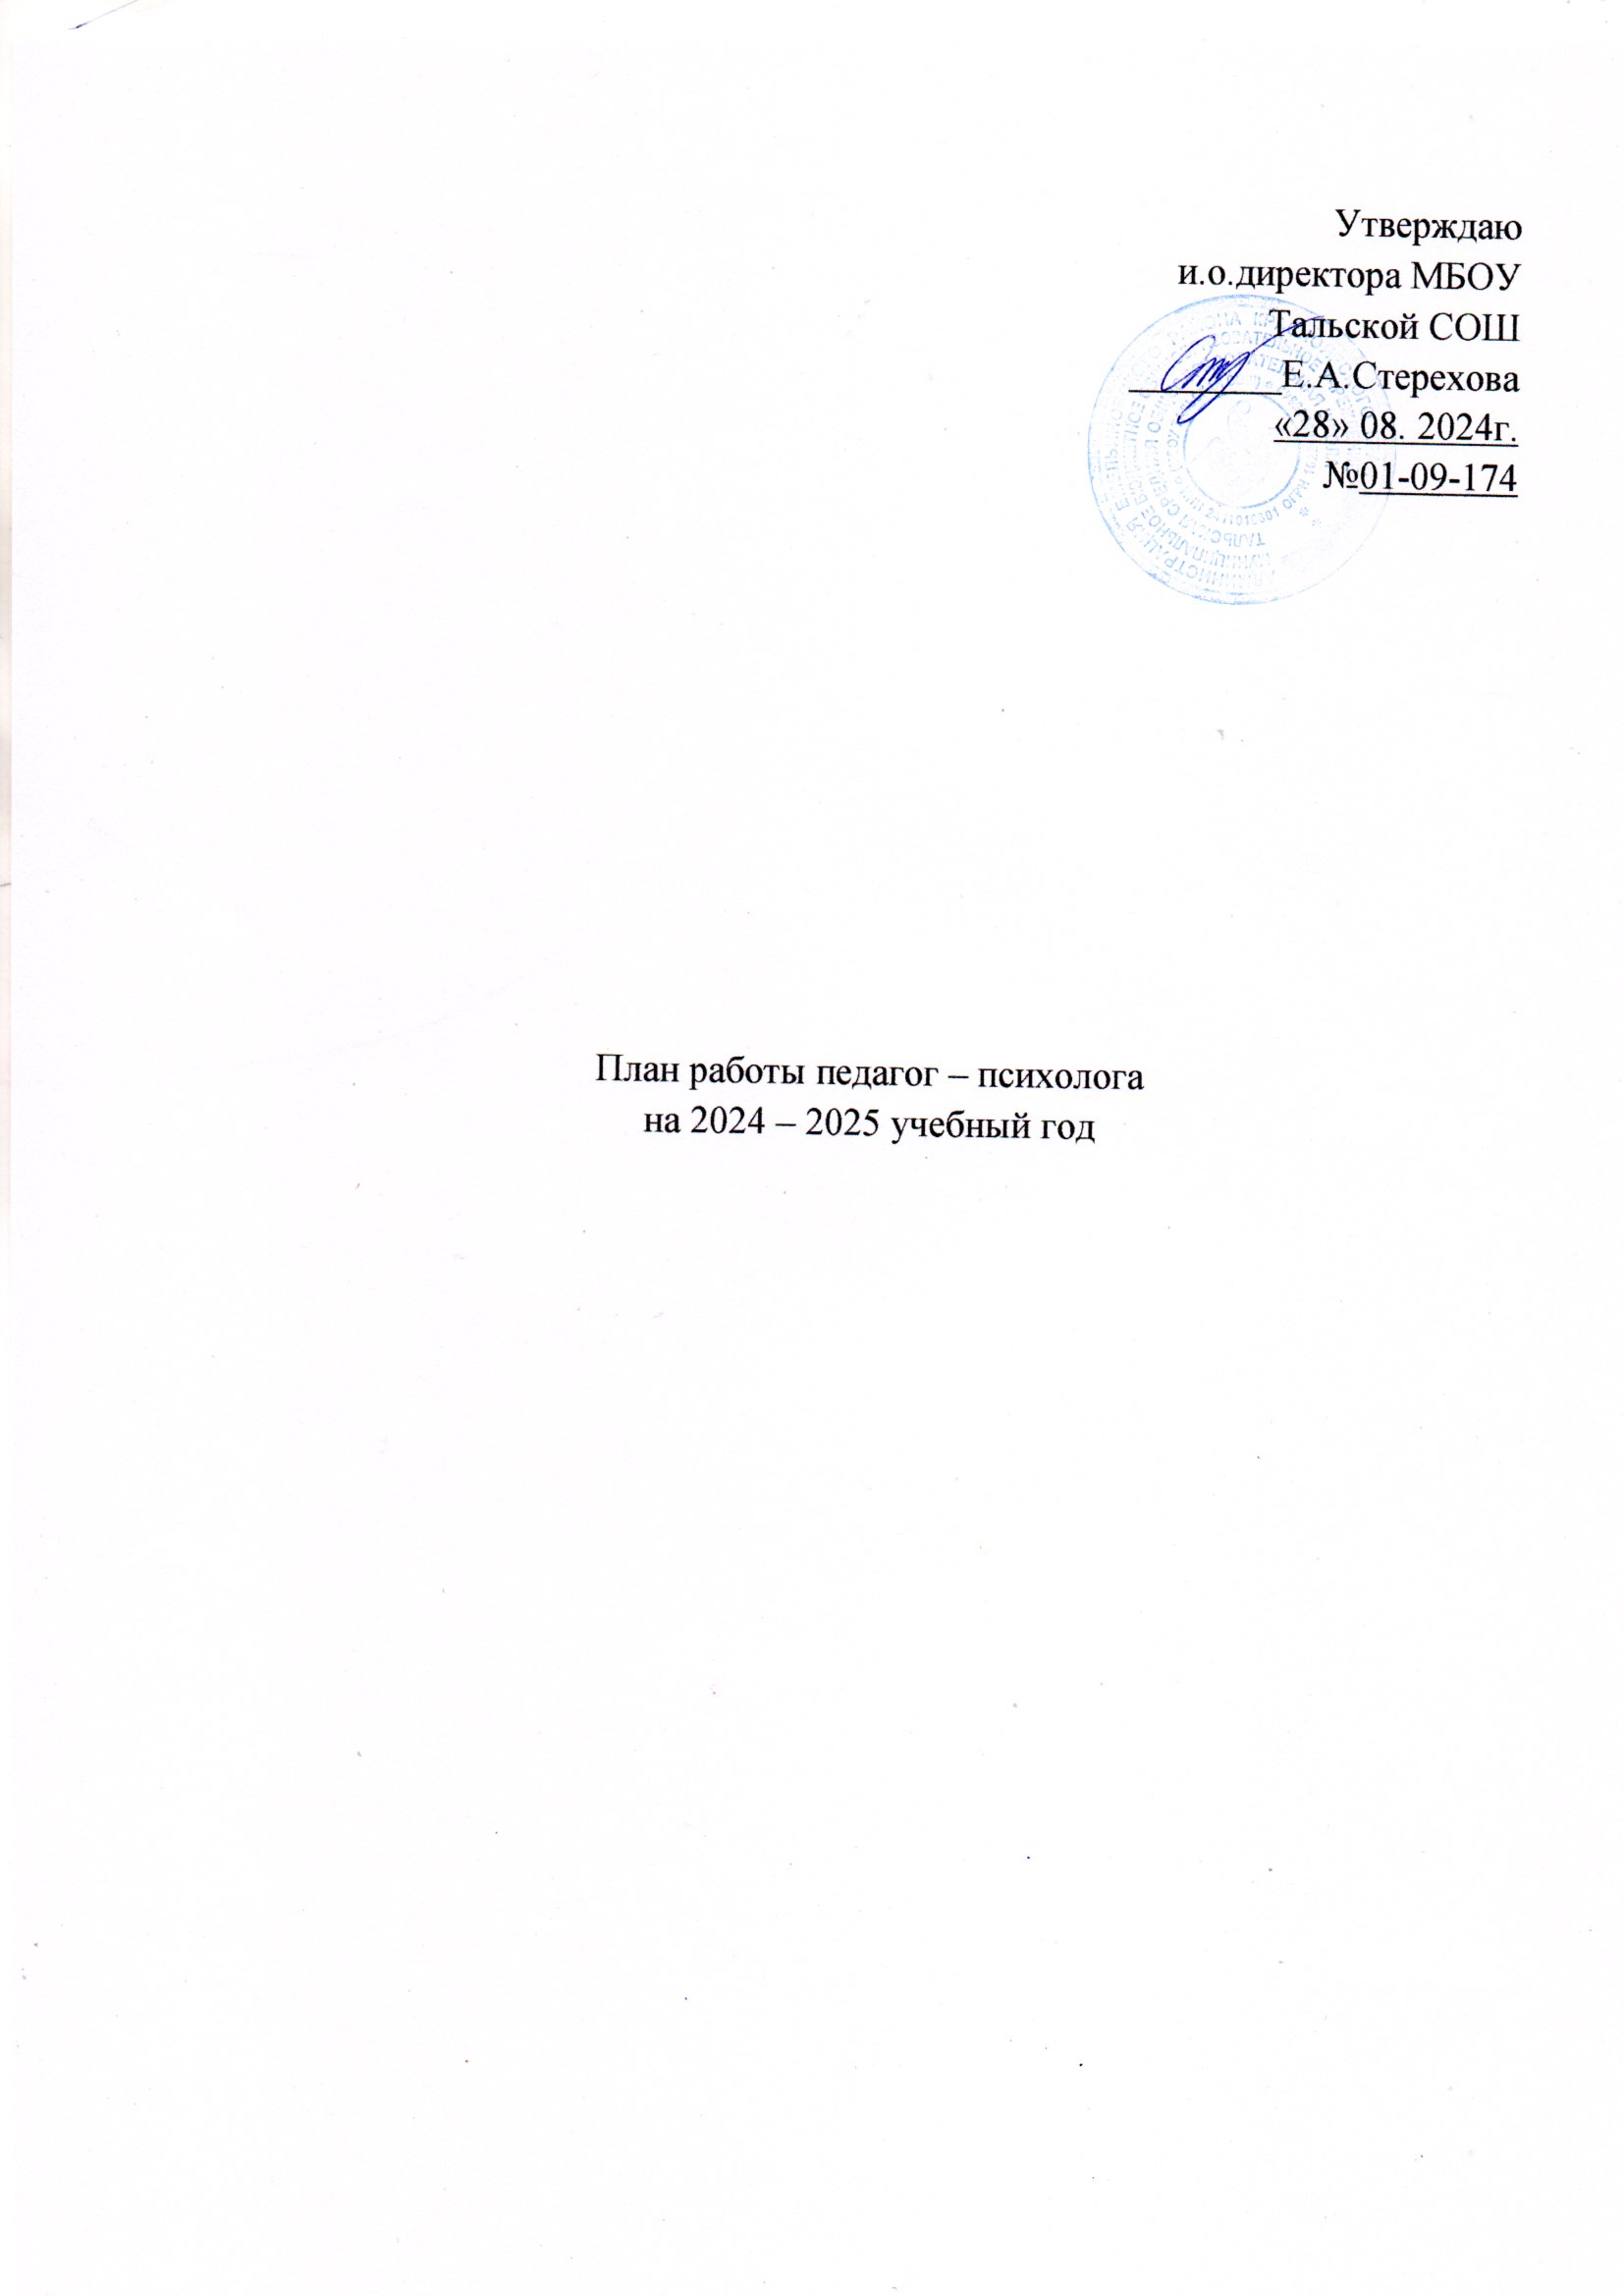 Утверждаю
и.о.директора МБОУ
Тальской СОШ
________Е.А.Стерехова
«28» 08. 2024г.
№01-09-174
План работы педагог – психолога
на 2024 – 2025 учебный год